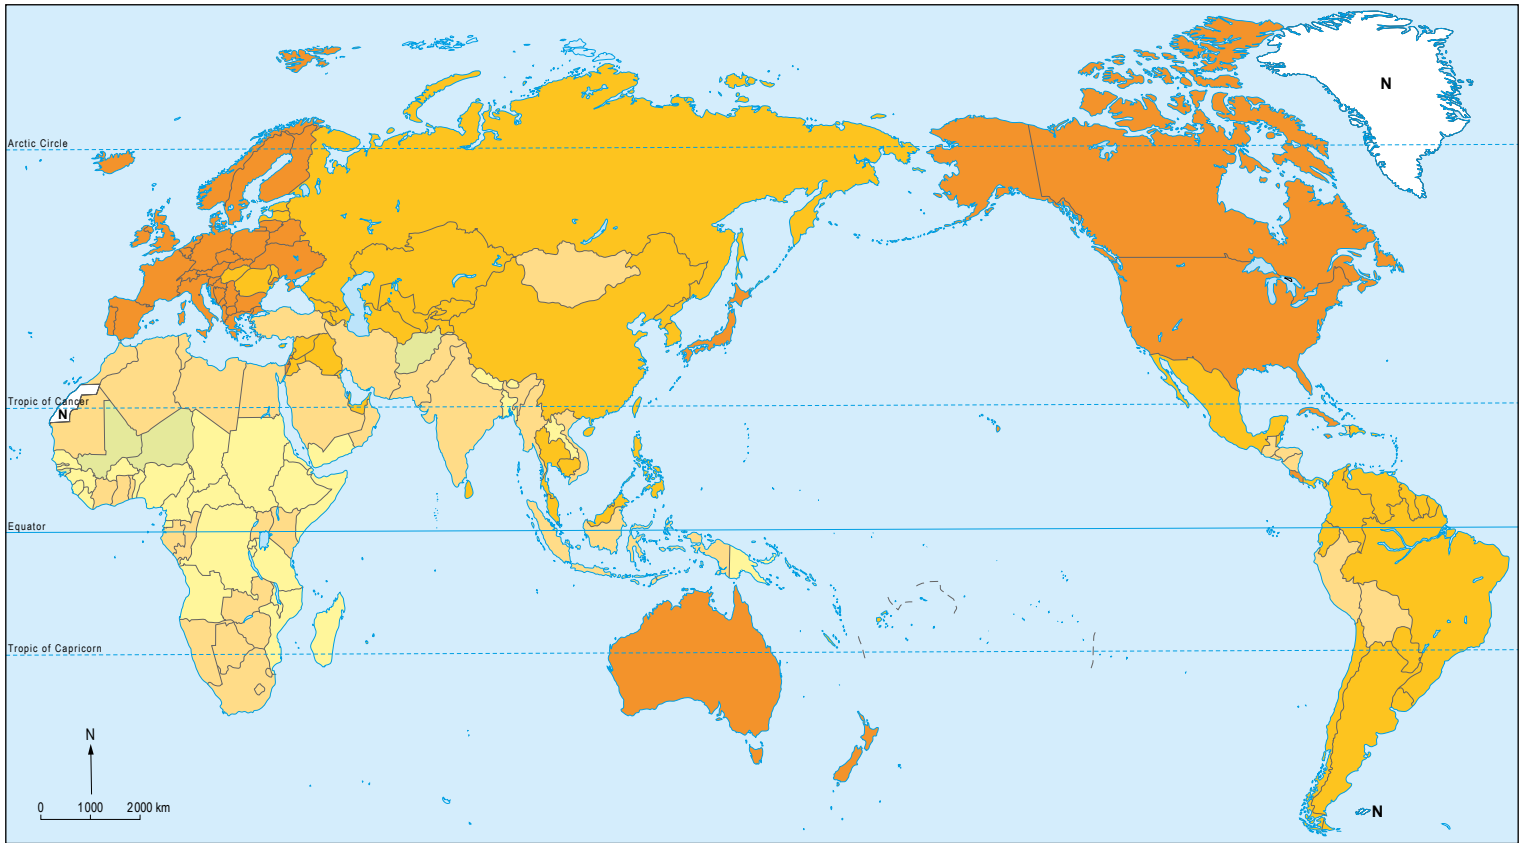 N
Arctic Circle
Tropic of Cancer
N
Equator
Tropic of Capricorn
N
0 1000 2000 km
N